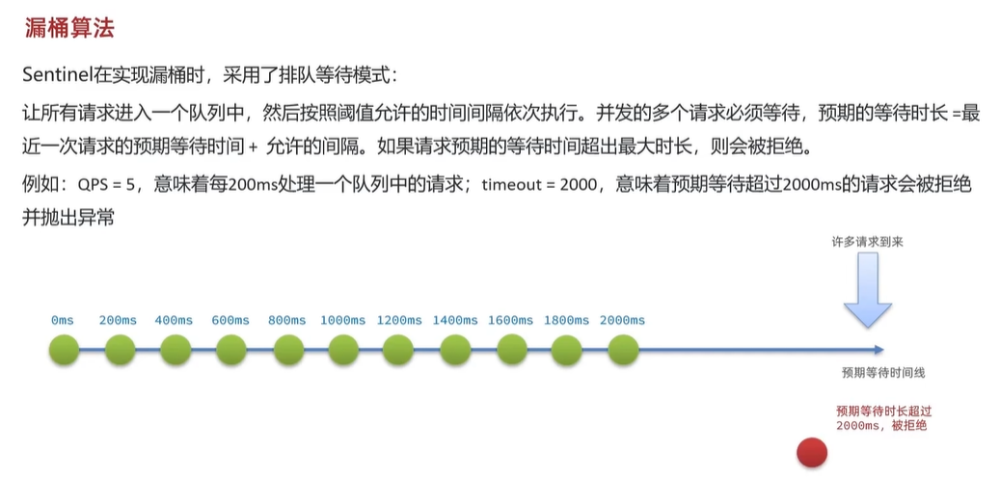 漏桶算法
Sentinel在实现漏桶时，采用了排队等待模式：
让所有请求进入一个队列中，然后按照阈值允许的时间间隔依次执行。并发的多个请求必须等待，预期的等待时长 =最
近一次请求的预期等待时间 + 允许的间隔。如果请求预期的等待时间超出最大时长，则会被拒绝。
例如：QPS = 5，意味着每200ms处理一个队列中的请求；timeout = 2000，意味着预期等待超过2000ms的请求会被拒绝
并抛出异常
许多请求到来
0ms 200ms 400ms 600ms 800ms 1000ms 1200ms 1400ms 1600ms 1800ms 2000ms
预期等待时间线
预期等待时长超过
2000ms，被拒绝